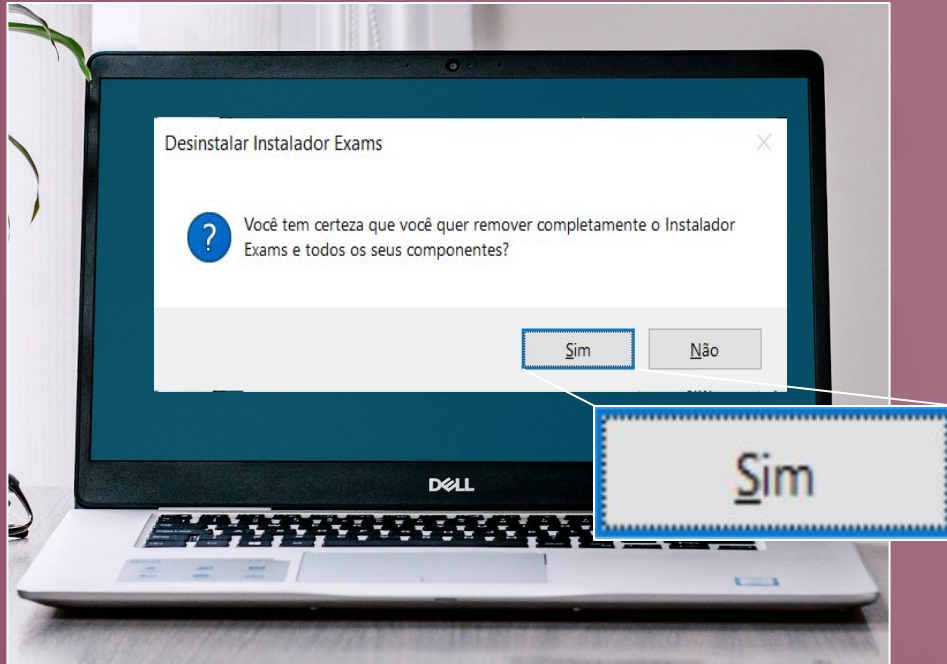 Desinstalar Instalador Exams
Você tem certeza que você quer remover completamente o Instalador
Exams e todos os seus componentes?
Sim
Não
Sim
DELL